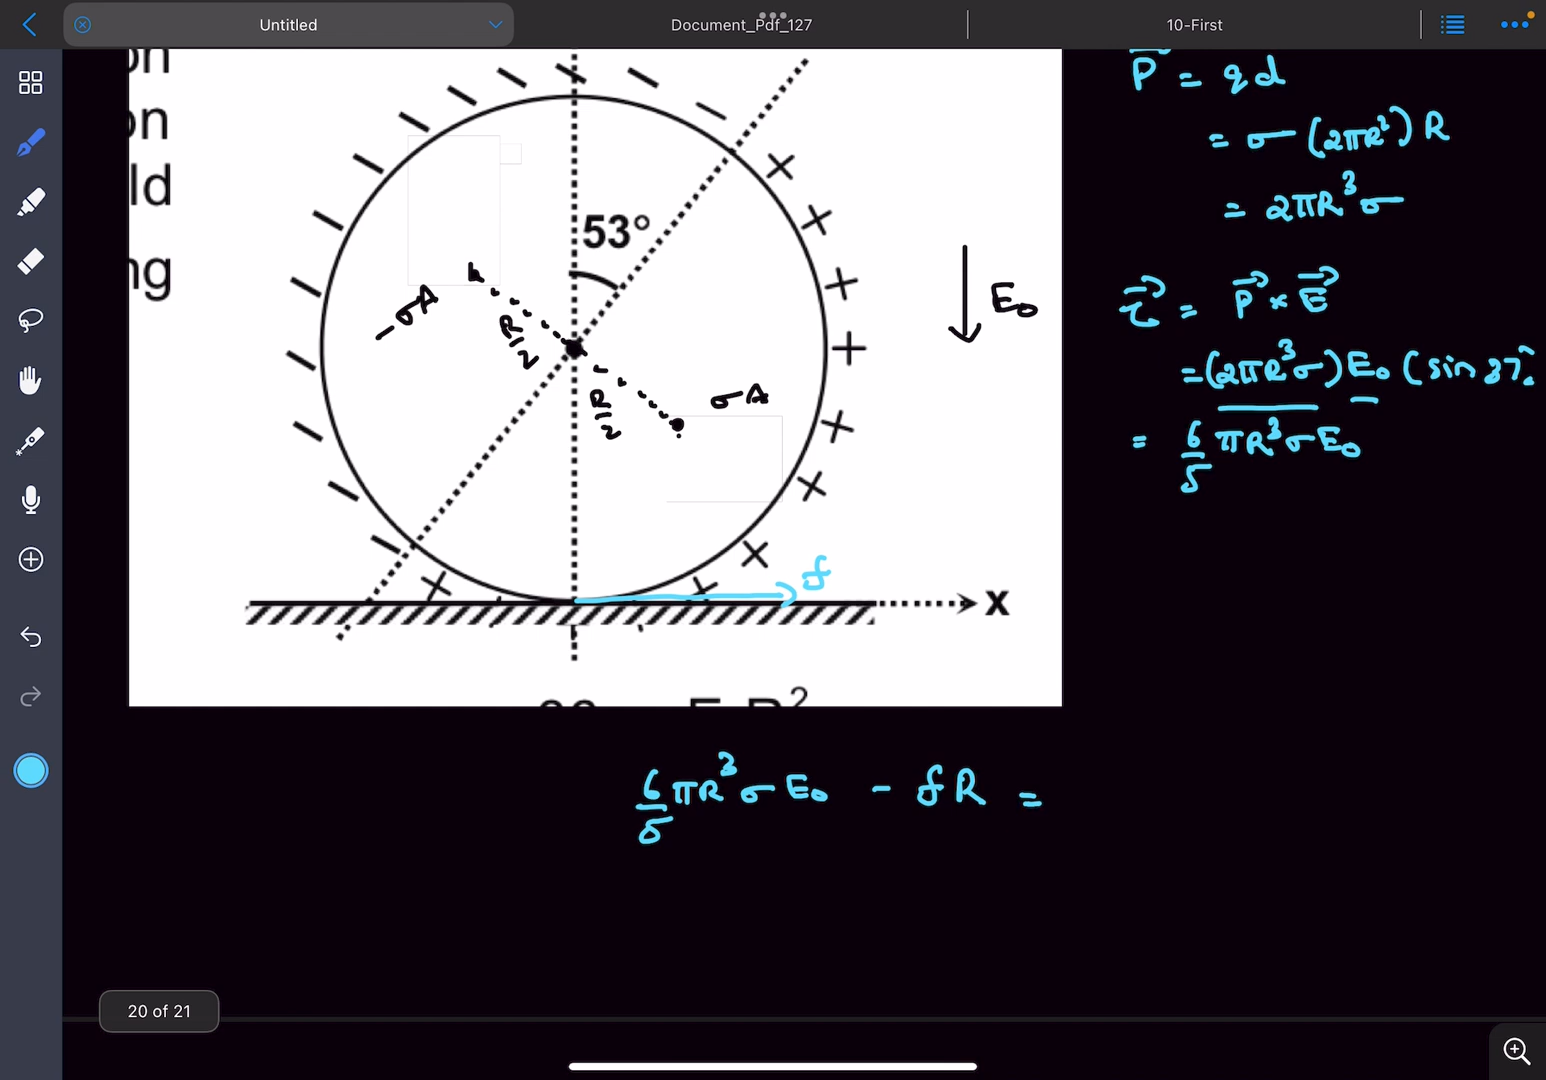 Untitled
Document_Pdf_127
10-First
on
on
ld
ng
53°
-σA
R/2
R/2
σA
E₀
f
x
P⃗ = qd
= σ(2πR²)R
= 2πR³σ
τ⃗ = P⃗ × E⃗
= (2πR³σ)E₀(sin 37°
= 6/5 πR³σE₀
6/5 πR³σE₀ - fR =
20 of 21